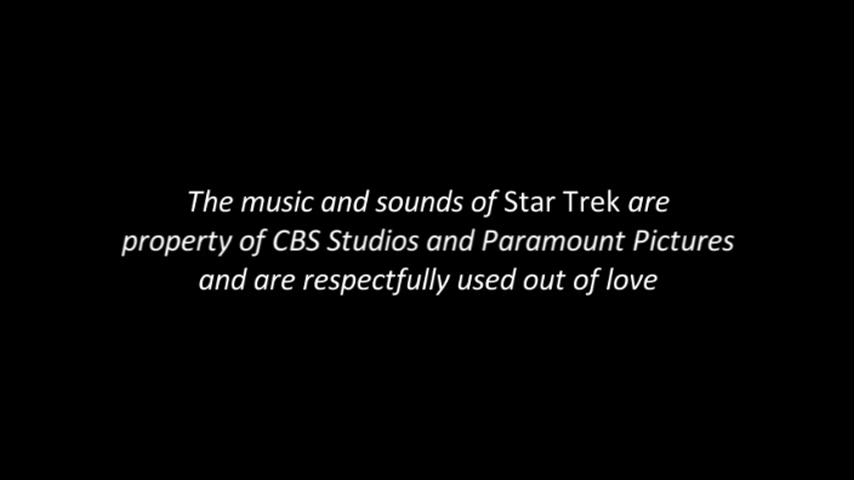 The music and sounds of Star Trek are
property of CBS Studios and Paramount Pictures
and are respectfully used out of love